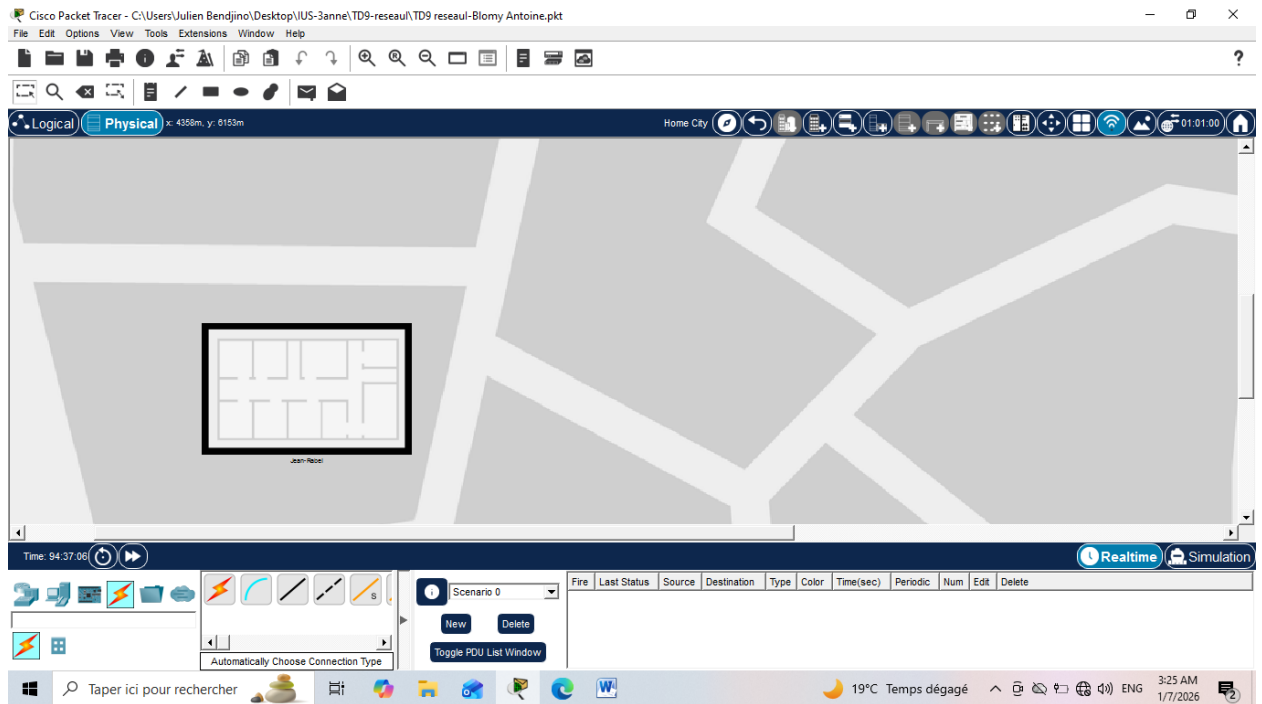 Cisco Packet Tracer - C:\Users\Julien Bendjino\Desktop\IUS-3anne\TD9-reseaul\TD9 reseaul-Blomy Antoine.pkt
File Edit Options View Tools Extensions Window Help
?
Logical Physical x: 4358m, y: 6153m Home City 01:01:00
Jean-Rabel
Time: 94:37:06 Realtime Simulation
Scenario 0 Fire Last Status Source Destination Type Color Time(sec) Periodic Num Edit Delete
New Delete
Toggle PDU List Window
Automatically Choose Connection Type
Taper ici pour rechercher 19°C Temps dégagé ENG 3:25 AM
1/7/2026